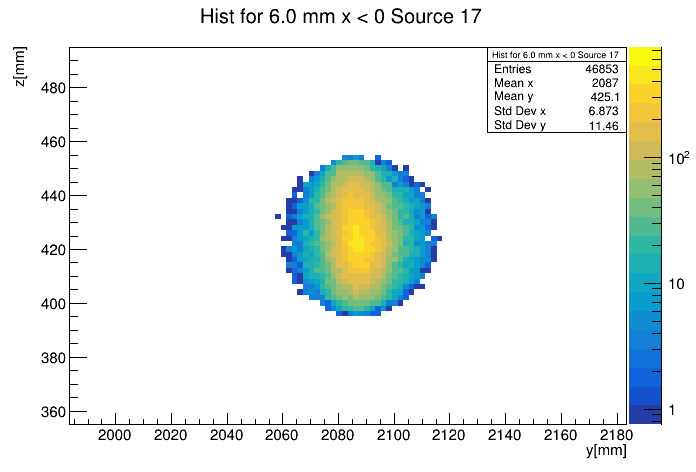 Hist for 6.0 mm x < 0 Source 17
z[mm]
Hist for 6.0 mm x < 0 Source 17
Entries 46853
Mean x 2087
Mean y 425.1
Std Dev x 6.873
Std Dev y 11.46
480
460
440
420
400
380
360
10²
10
1
2000 2020 2040 2060 2080 2100 2120 2140 2160 2180
y[mm]